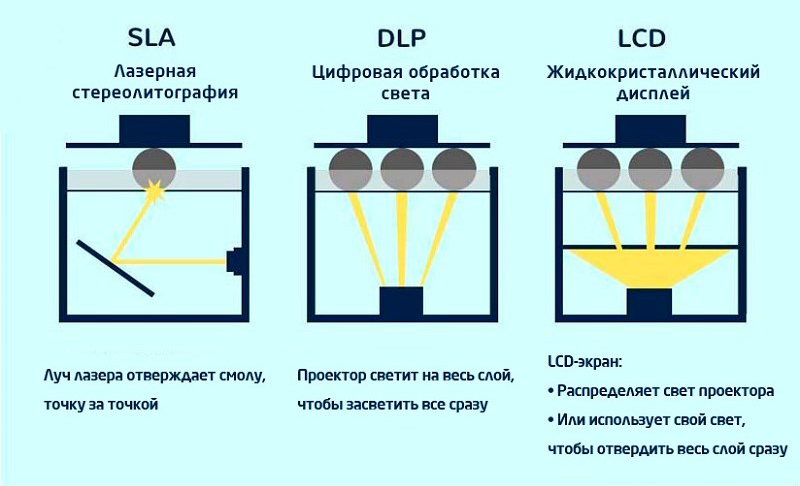 SLA
Лазерная
стереолитография
DLP
Цифровая обработка
света
LCD
Жидкокристаллический
дисплей
Луч лазера отверждает смолу,
точку за точкой
Проектор светит на весь слой,
чтобы засветить все сразу
LCD-экран:
• Распределяет свет проектора
• Или использует свой свет,
чтобы отвердить весь слой сразу